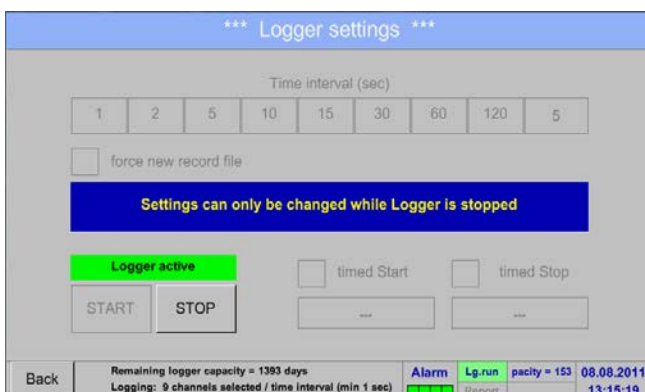 *** Logger settings ***
Time interval (sec)
1 2 5 10 15 30 60 120 5
force new record file
Settings can only be changed while Logger is stopped
Logger active
timed Start timed Stop
START STOP --- ---
Back Remaining logger capacity = 1393 days Alarm Lg.run pacity = 153 08.08.2011
Logging: 9 channels selected / time interval (min 1 sec) Report 13:15:19